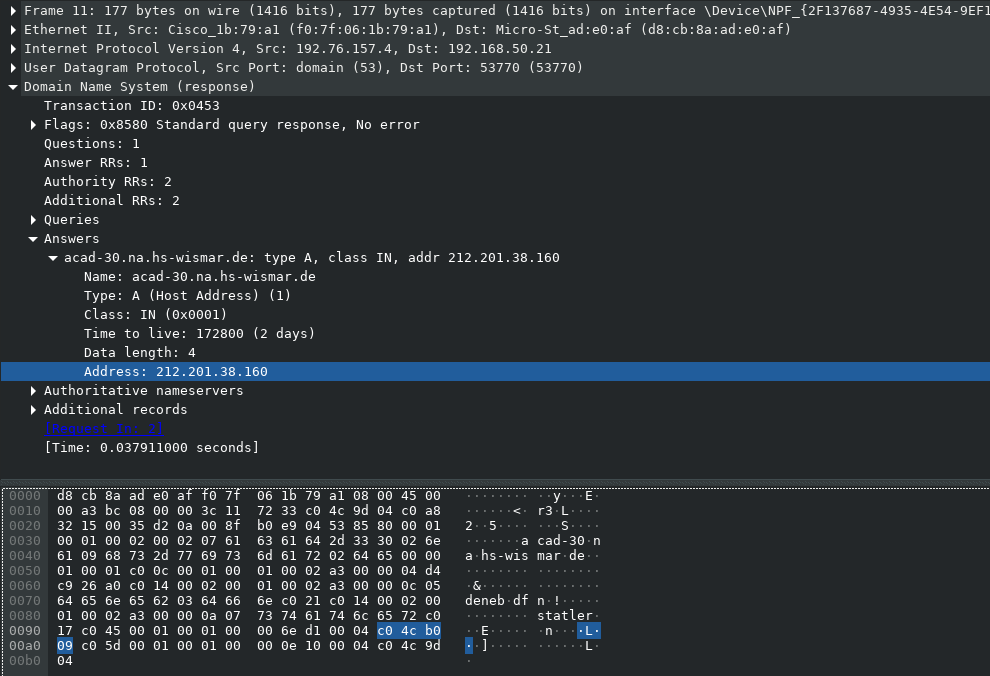 Frame 11: 177 bytes on wire (1416 bits), 177 bytes captured (1416 bits) on interface \Device\NPF_{2F137687-4935-4E54-9EF1
Ethernet II, Src: Cisco_1b:79:a1 (f0:7f:06:1b:79:a1), Dst: Micro-St_ad:e0:af (d8:cb:8a:ad:e0:af)
Internet Protocol Version 4, Src: 192.76.157.4, Dst: 192.168.50.21
User Datagram Protocol, Src Port: domain (53), Dst Port: 53770 (53770)
Domain Name System (response)
Transaction ID: 0x0453
Flags: 0x8580 Standard query response, No error
Questions: 1
Answer RRs: 1
Authority RRs: 2
Additional RRs: 2
Queries
Answers
acad-30.na.hs-wismar.de: type A, class IN, addr 212.201.38.160
Name: acad-30.na.hs-wismar.de
Type: A (Host Address) (1)
Class: IN (0x0001)
Time to live: 172800 (2 days)
Data length: 4
Address: 212.201.38.160
Authoritative nameservers
Additional records
[Request In: 2]
[Time: 0.037911000 seconds]
0000 d8 cb 8a ad e0 af f0 7f 06 1b 79 a1 08 00 45 00 ········ ··y···E·
0010 00 a3 bc 08 00 00 3c 11 72 33 c0 4c 9d 04 c0 a8 ······<· r3·L····
0020 32 15 00 35 d2 0a 00 8f b0 e9 04 53 85 80 00 01 2··5···· ···S····
0030 00 01 00 02 00 02 07 61 63 61 64 2d 33 30 02 6e ·······a cad-30·n
0040 61 09 68 73 2d 77 69 73 6d 61 72 02 64 65 00 00 a·hs-wis mar·de··
0050 01 00 01 c0 0c 00 01 00 01 00 02 a3 00 00 04 d4 ········ ········
0060 c9 26 a0 c0 14 00 02 00 01 00 02 a3 00 00 0c 05 ·&······ ········
0070 64 65 6e 65 62 03 64 66 6e c0 21 c0 14 00 02 00 deneb·df n·!·····
0080 01 00 02 a3 00 00 0a 07 73 74 61 74 6c 65 72 c0 ········ statler·
0090 17 c0 45 00 01 00 01 00 00 6e d1 00 04 c0 4c b0 ··E····· ·n···L·
00a0 09 c0 5d 00 01 00 01 00 00 0e 10 00 04 c0 4c 9d ··]····· ······L·
00b0 04 ·